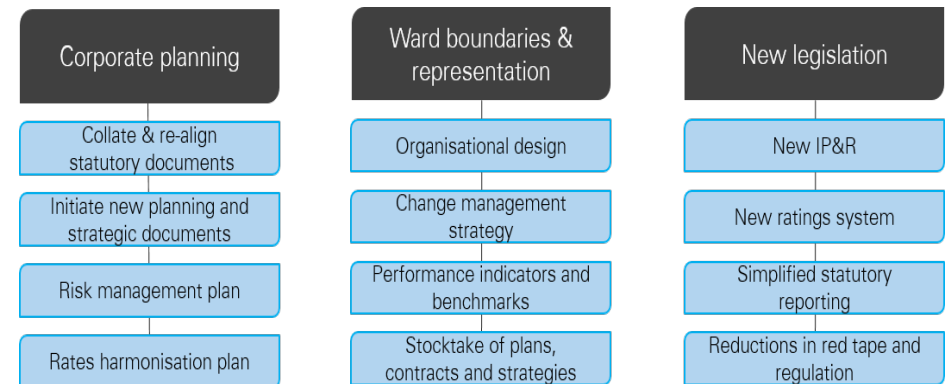 Corporate planning
Collate & re-align
statutory documents
Initiate new planning and
strategic documents
Risk management plan
Rates harmonisation plan
Ward boundaries &
representation
Organisational design
Change management
strategy
Performance indicators and
benchmarks
Stocktake of plans,
contracts and strategies
New legislation
New IP&R
New ratings system
Simplified statutory
reporting
Reductions in red tape and
regulation